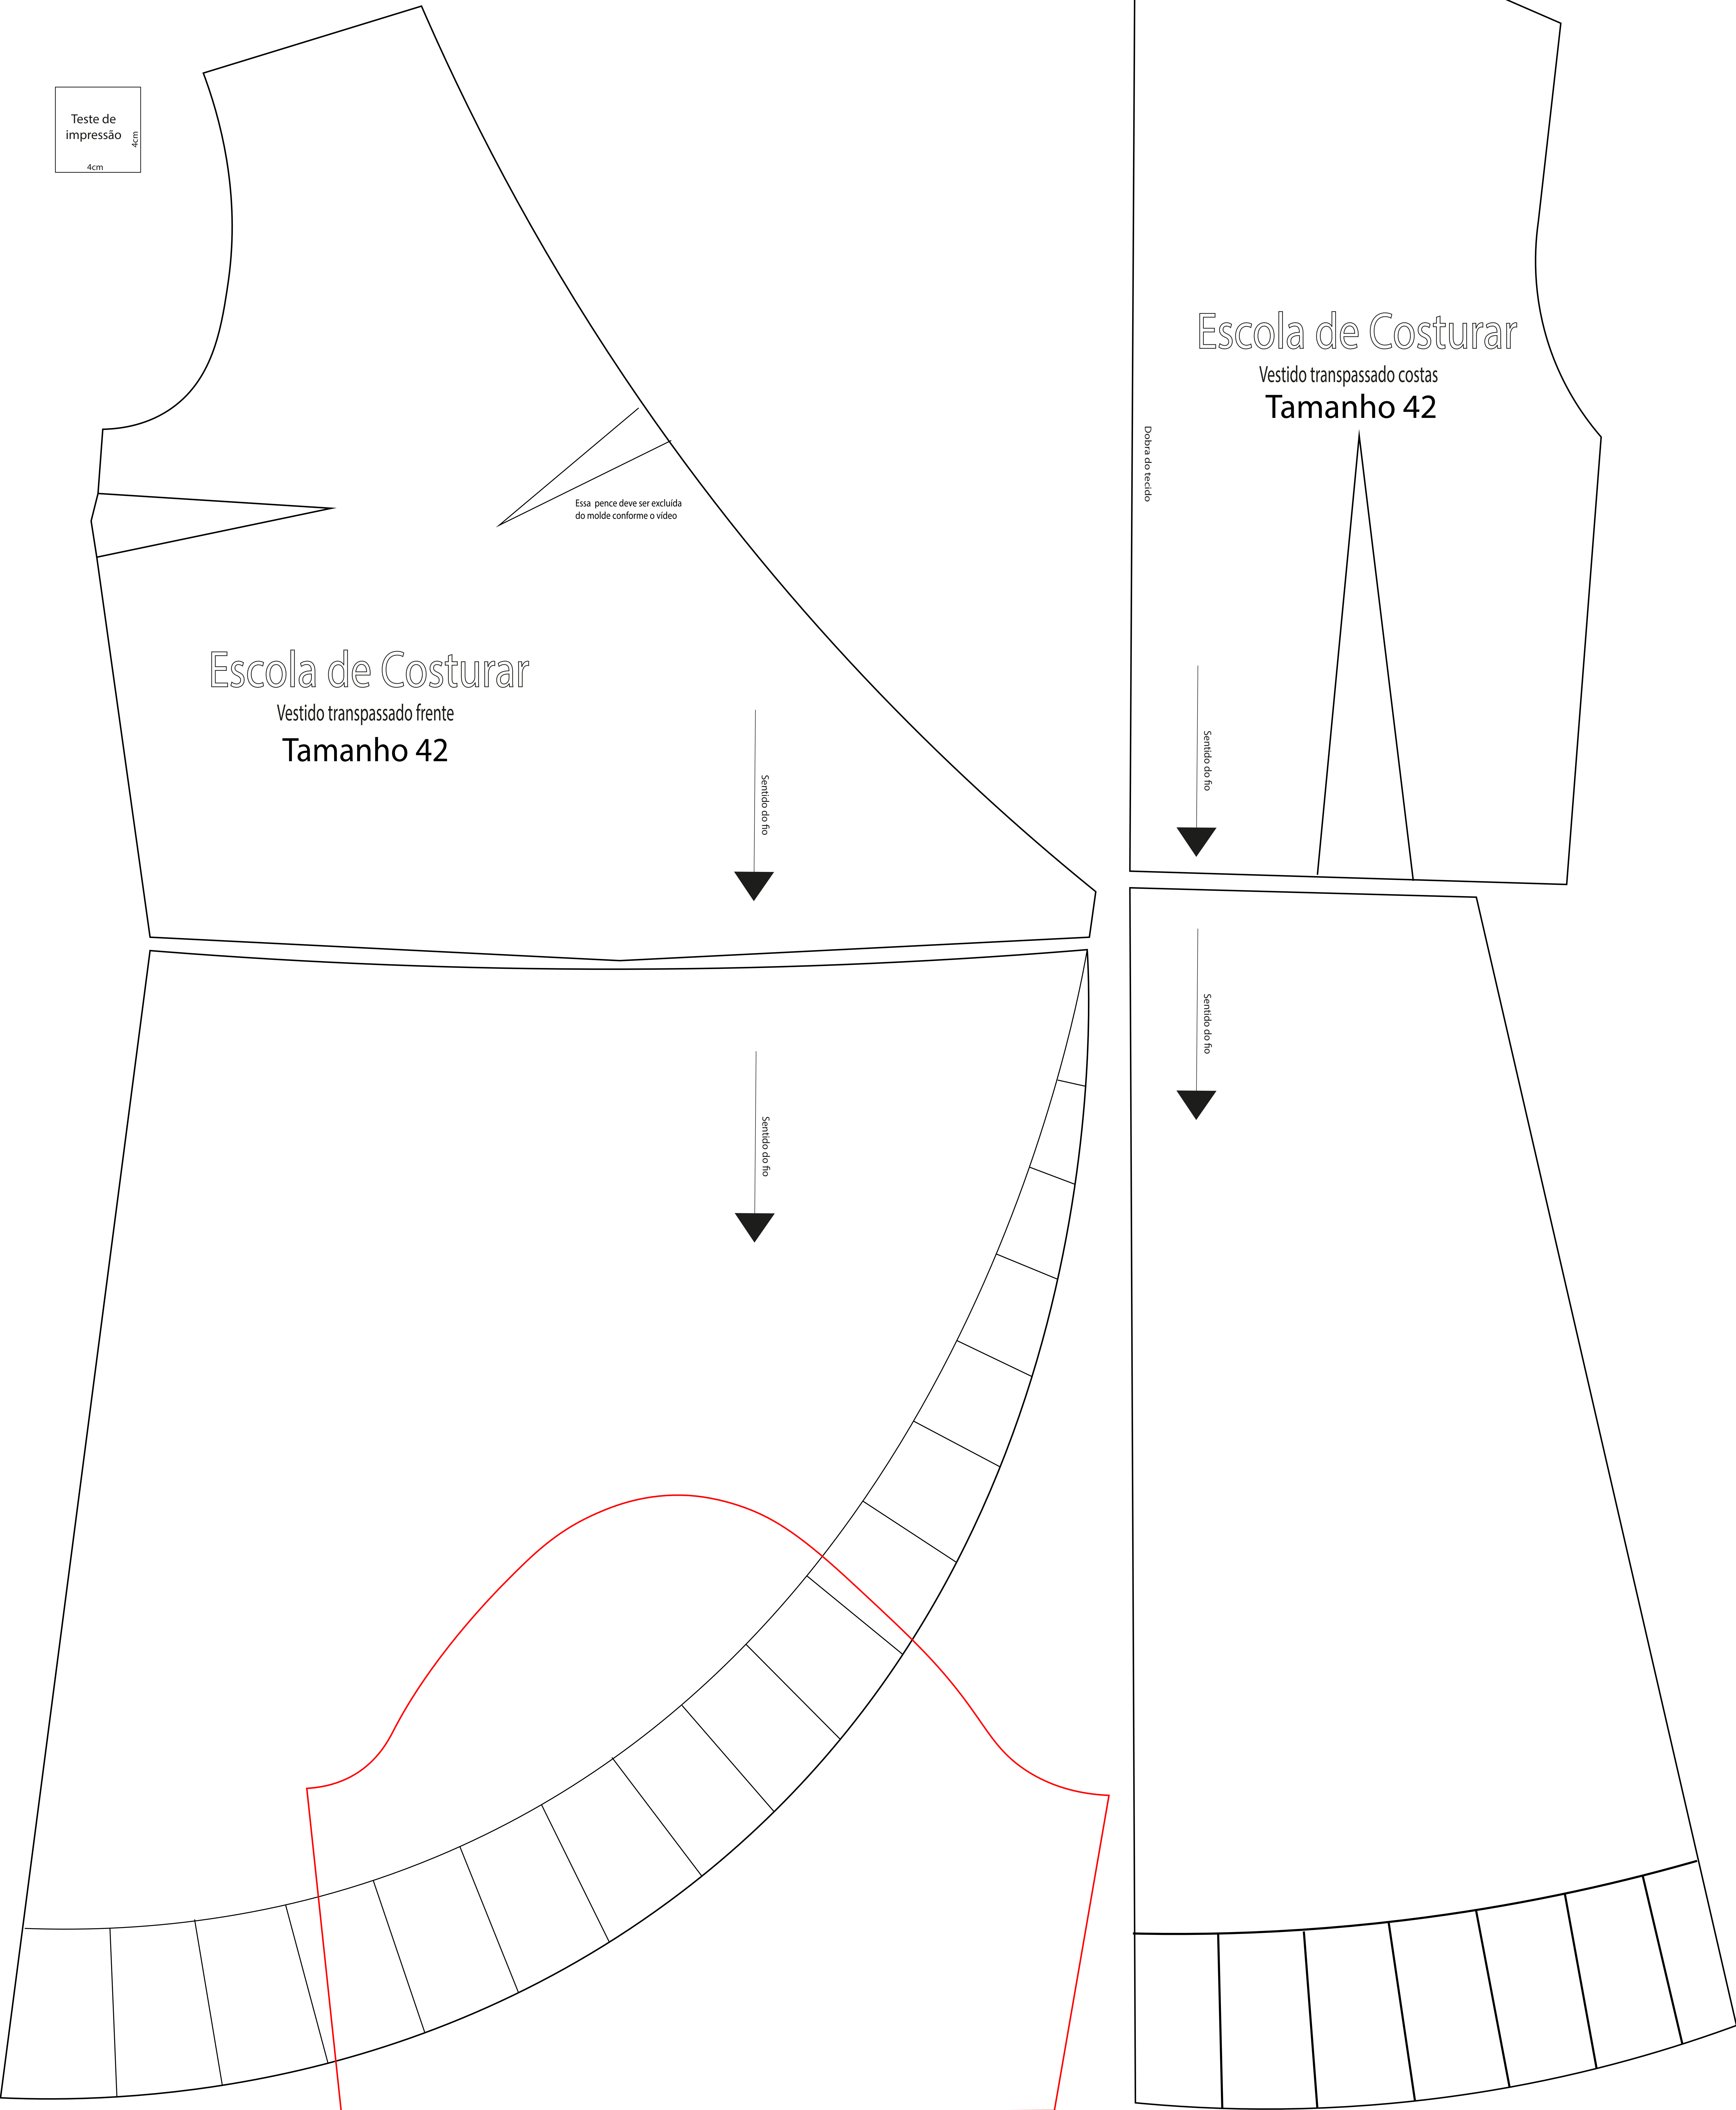 Teste de
impressão
4cm
4cm
Escola de Costurar
Vestido transpassado costas
Tamanho 42
Dobra do tecido
Essa pence deve ser excluída
do molde conforme o vídeo
Escola de Costurar
Vestido transpassado frente
Tamanho 42
Sentido do fio
Sentido do fio
Sentido do fio
Sentido do fio